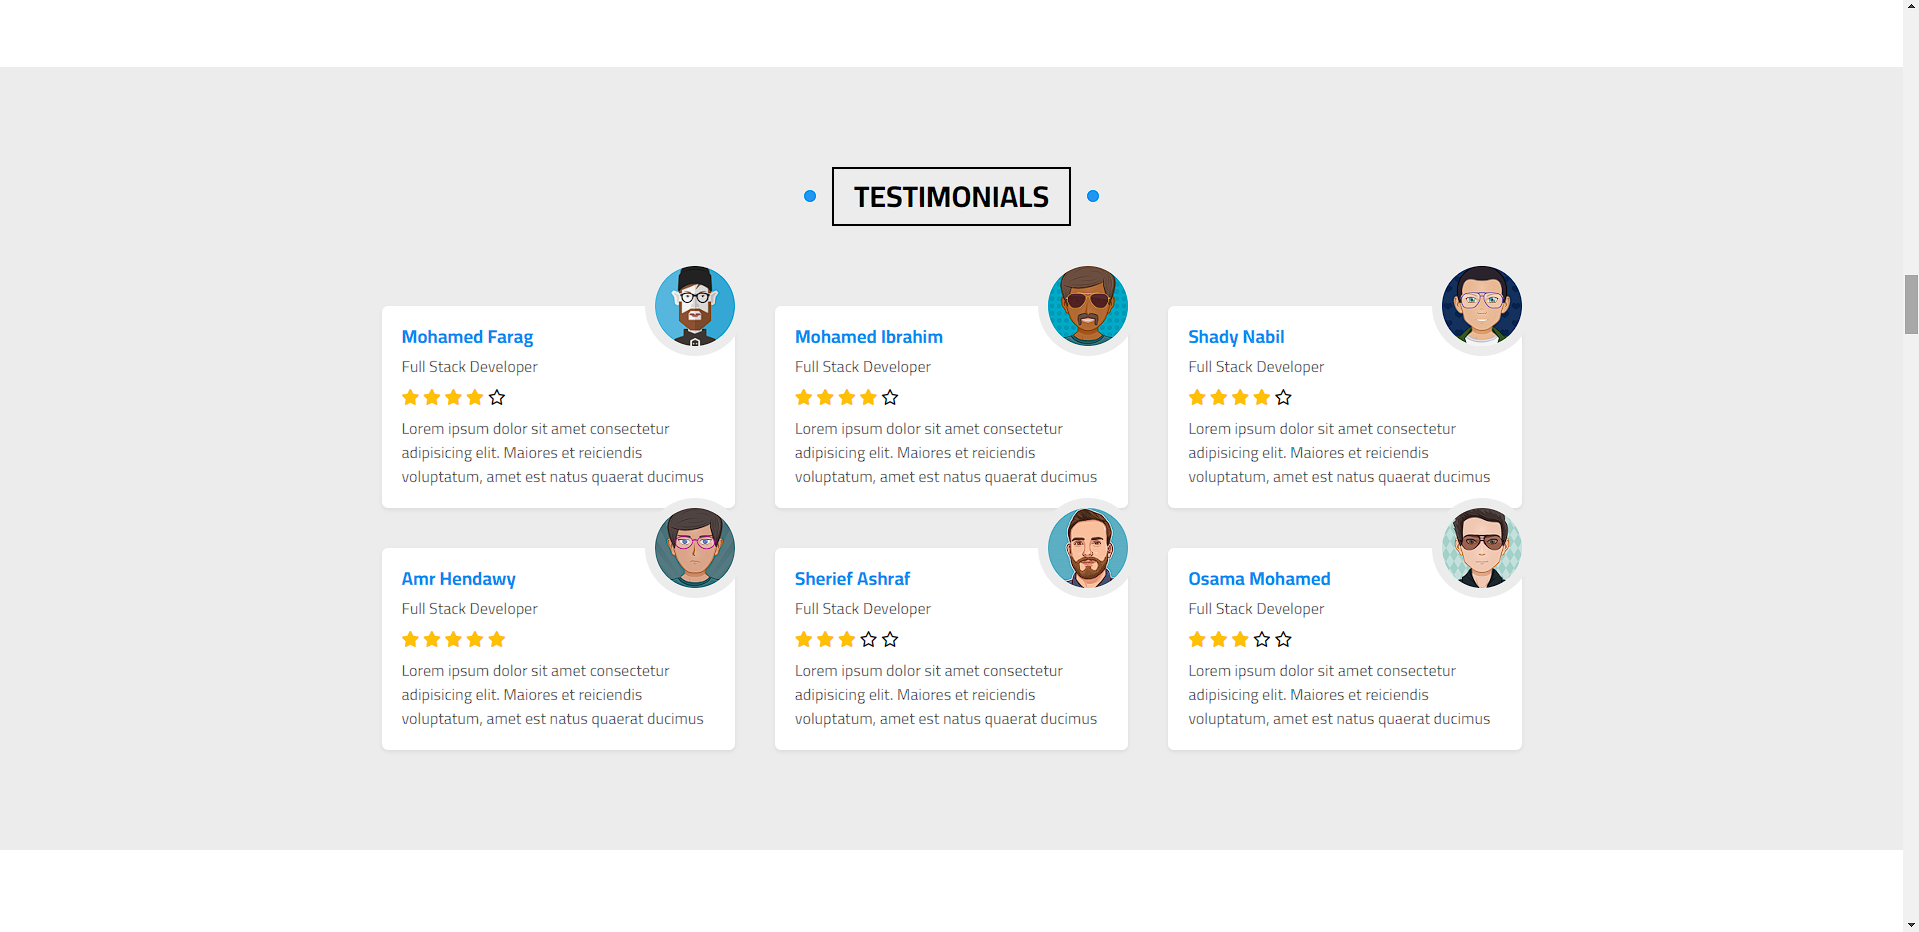 TESTIMONIALS
Mohamed Farag
Full Stack Developer
Lorem ipsum dolor sit amet consectetur
adipisicing elit. Maiores et reiciendis
voluptatum, amet est natus quaerat ducimus
Mohamed Ibrahim
Full Stack Developer
Lorem ipsum dolor sit amet consectetur
adipisicing elit. Maiores et reiciendis
voluptatum, amet est natus quaerat ducimus
Shady Nabil
Full Stack Developer
Lorem ipsum dolor sit amet consectetur
adipisicing elit. Maiores et reiciendis
voluptatum, amet est natus quaerat ducimus
Amr Hendawy
Full Stack Developer
Lorem ipsum dolor sit amet consectetur
adipisicing elit. Maiores et reiciendis
voluptatum, amet est natus quaerat ducimus
Sherief Ashraf
Full Stack Developer
Lorem ipsum dolor sit amet consectetur
adipisicing elit. Maiores et reiciendis
voluptatum, amet est natus quaerat ducimus
Osama Mohamed
Full Stack Developer
Lorem ipsum dolor sit amet consectetur
adipisicing elit. Maiores et reiciendis
voluptatum, amet est natus quaerat ducimus